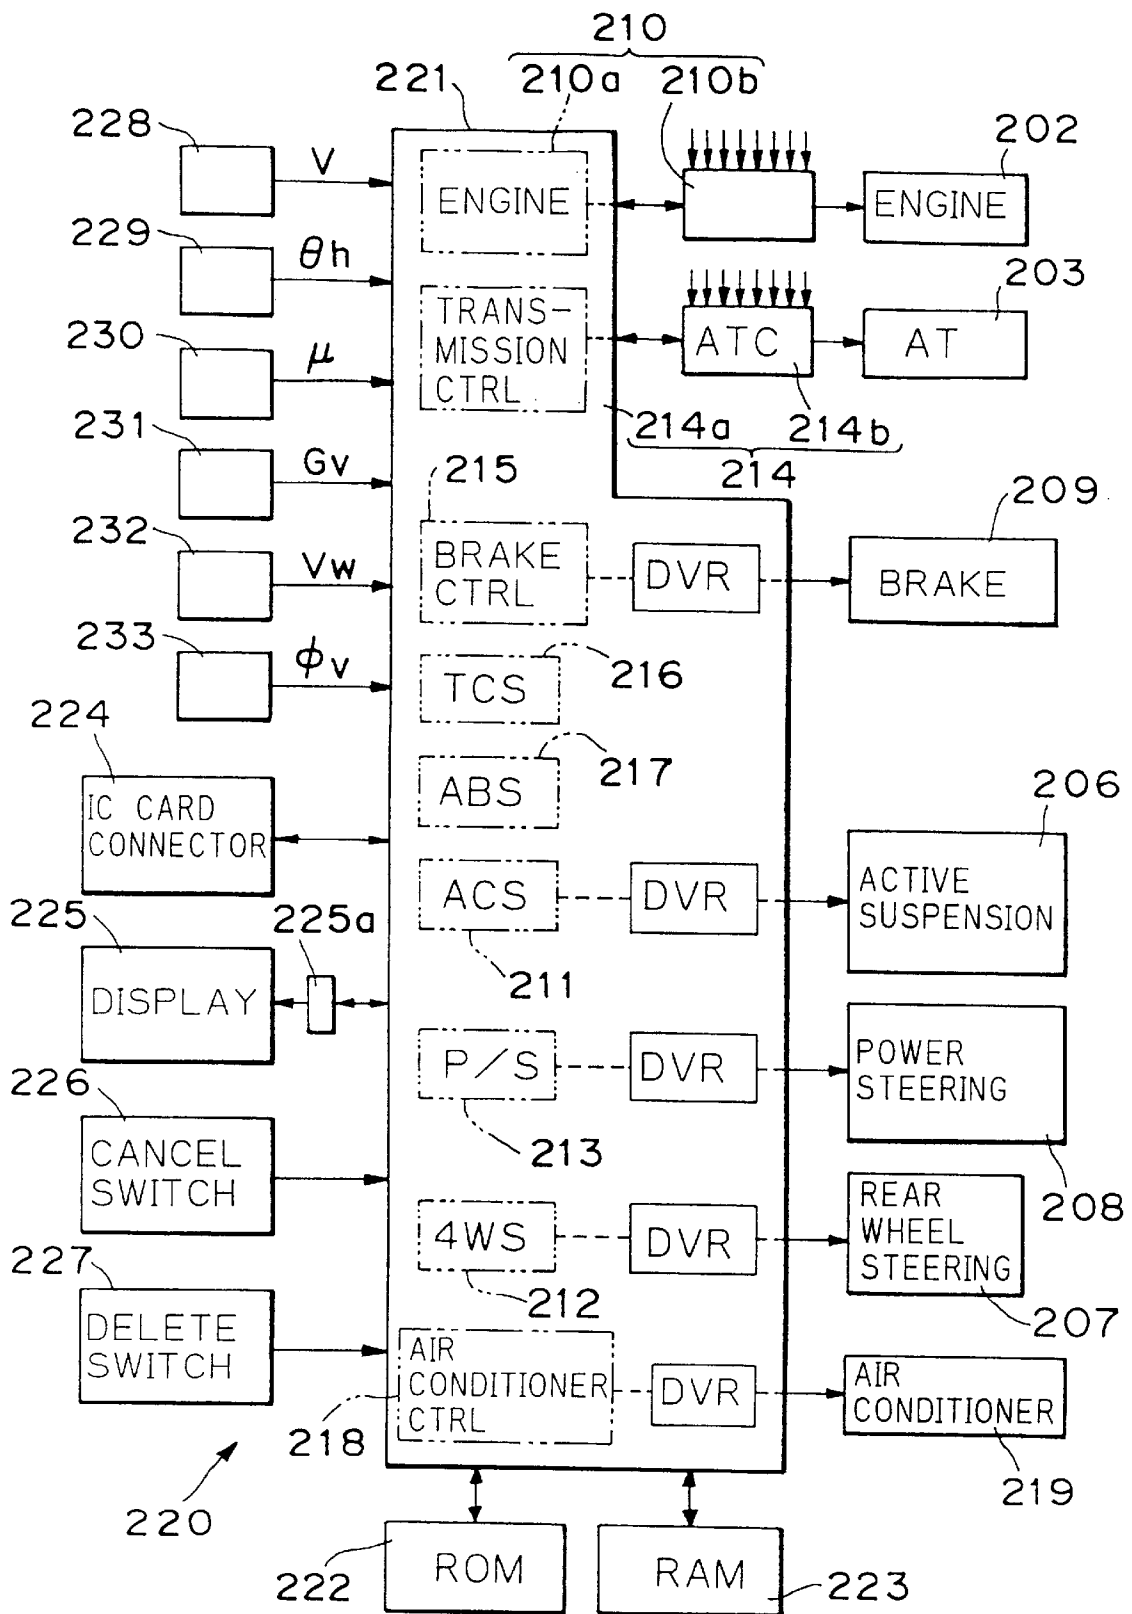 210
221
210a
210b
228
V
ENGINE
202
ENGINE
229
θh
203
TRANS-
MISSION
CTRL
ATC
AT
230
μ
214a
214b
214
231
Gv
215
209
232
Vw
BRAKE
CTRL
DVR
BRAKE
233
φv
TCS
216
224
ABS
217
206
IC CARD
CONNECTOR
ACS
DVR
ACTIVE
SUSPENSION
225
225a
211
DISPLAY
P/S
DVR
POWER
STEERING
226
213
208
CANCEL
SWITCH
4WS
DVR
REAR
WHEEL
STEERING
227
212
207
DELETE
SWITCH
AIR
CONDITIONER
CTRL
DVR
AIR
CONDITIONER
218
219
220
222
ROM
RAM
223